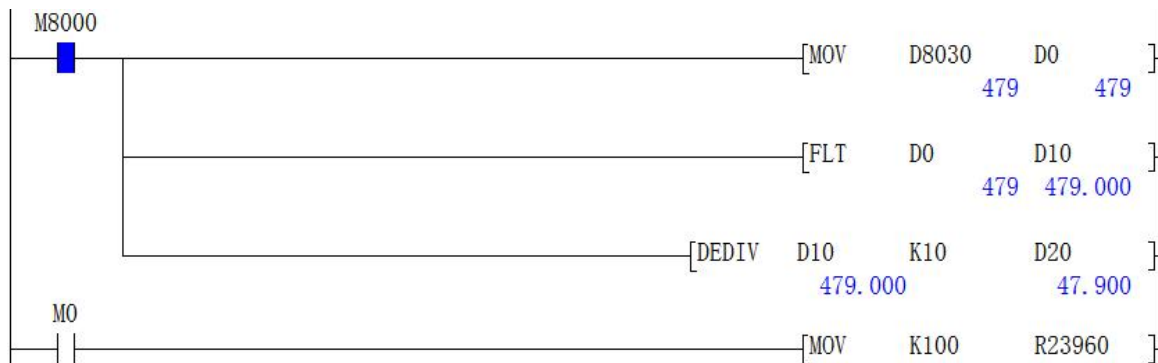 M8000
[MOV D8030 D0 ]
479 479
[FLT D0 D10 ]
479 479.000
[DEDIV D10 K10 D20 ]
479.000 47.900
M0
[MOV K100 R23960 ]